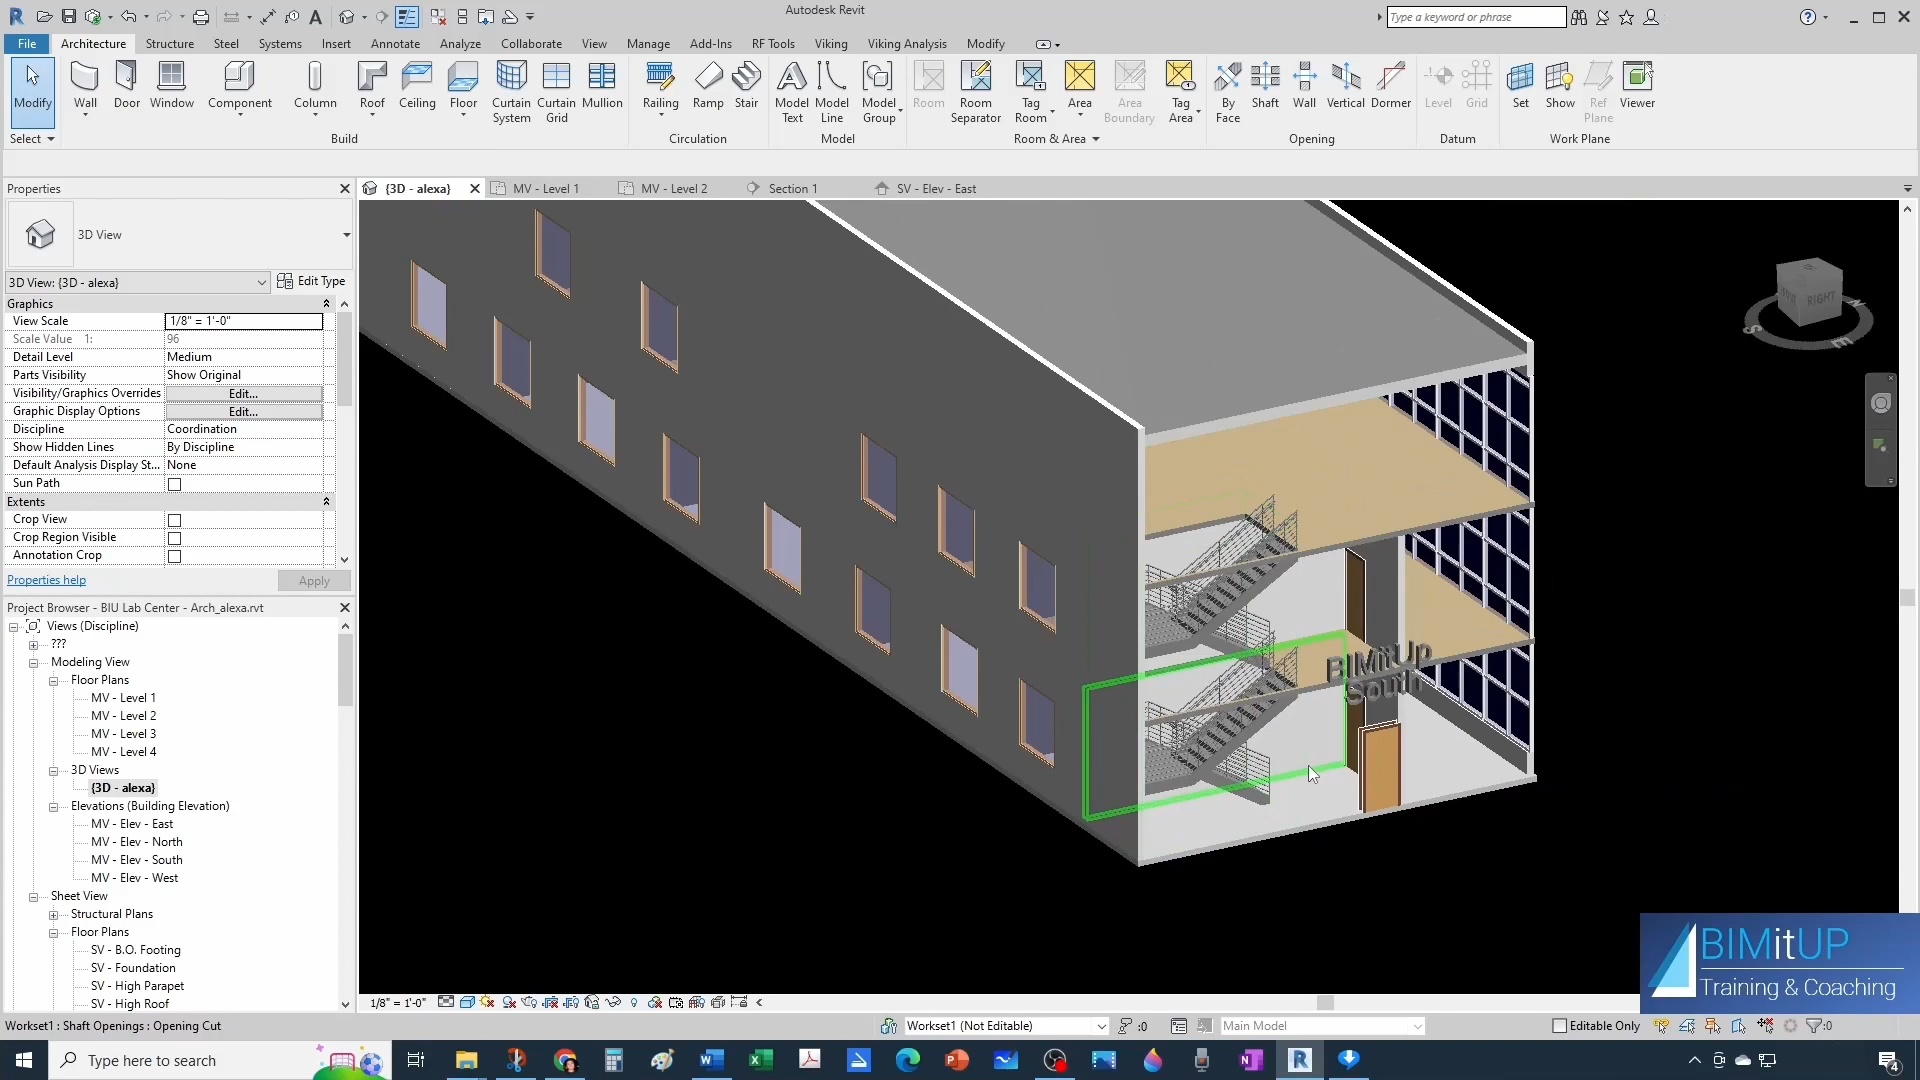 Autodesk Revit
Type a keyword or phrase
File Architecture Structure Steel Systems Insert Annotate Analyze Collaborate View Manage Add-Ins RF Tools Viking Viking Analysis Modify
Modify Wall Door Window Component Column Roof Ceiling Floor Curtain System Curtain Grid Mullion Railing Ramp Stair Model Text Model Line Model Group Room Room Separator Tag Room Area Area Boundary Tag Area By Face Shaft Wall Vertical Dormer Level Grid Set Show Ref Plane Viewer
Select Build Circulation Model Room & Area Opening Datum Work Plane
Properties
{3D - alexa} MV - Level 1 MV - Level 2 Section 1 SV - Elev - East
3D View
3D View: {3D - alexa} Edit Type
Graphics
View Scale 1/8" = 1'-0"
Scale Value 1: 96
Detail Level Medium
Parts Visibility Show Original
Visibility/Graphics Overrides Edit...
Graphic Display Options Edit...
Discipline Coordination
Show Hidden Lines By Discipline
Default Analysis Display St... None
Sun Path
Extents
Crop View
Crop Region Visible
Annotation Crop
Properties help Apply
Project Browser - BIU Lab Center - Arch_alexa.rvt
Views (Discipline)
???
Modeling View
Floor Plans
MV - Level 1
MV - Level 2
MV - Level 3
MV - Level 4
3D Views
{3D - alexa}
Elevations (Building Elevation)
MV - Elev - East
MV - Elev - North
MV - Elev - South
MV - Elev - West
Sheet View
Structural Plans
Floor Plans
SV - B.O. Footing
SV - Foundation
SV - High Parapet
SV - High Roof
RIGHT
S
E
BIMitUp
South
BIMitUP
Training & Coaching
1/8" = 1'-0"
Workset1 : Shaft Openings : Opening Cut
Workset1 (Not Editable)
:0
Main Model
Editable Only
:0
Type here to search
4